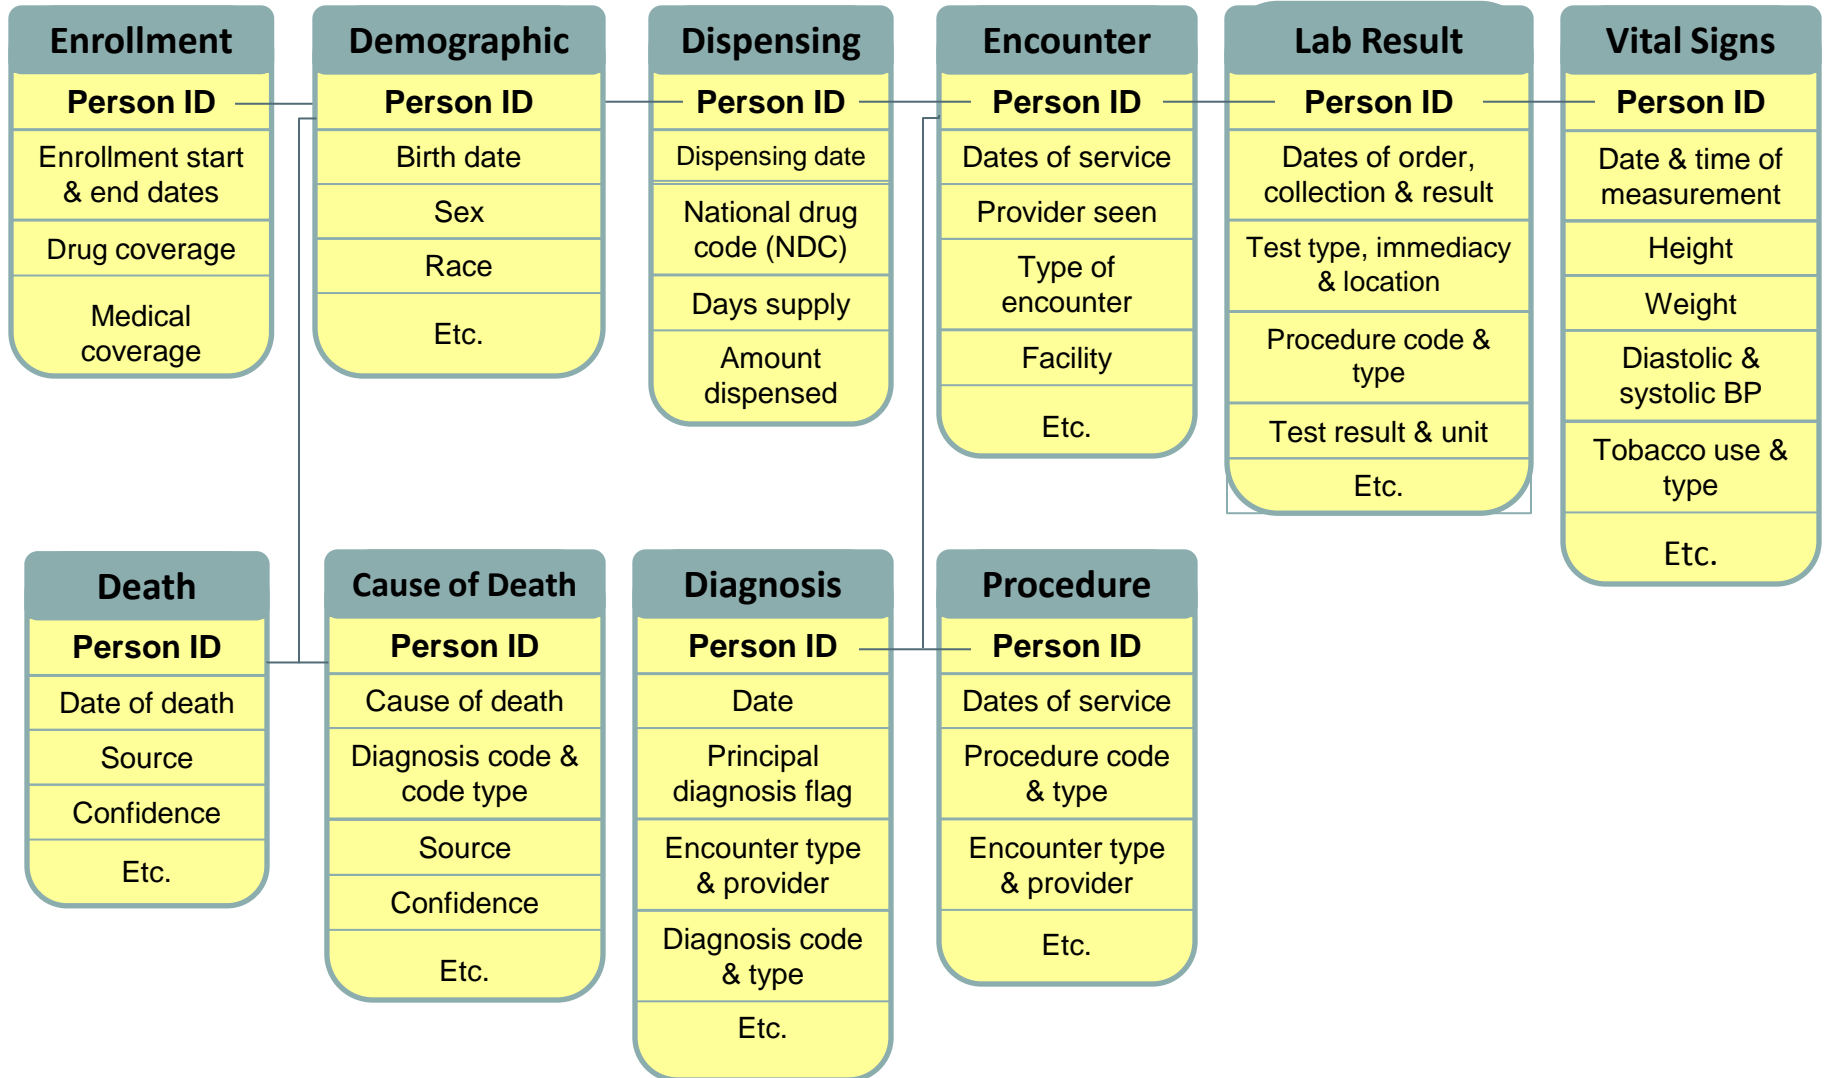 Enrollment
Person ID
Enrollment start
& end dates
Drug coverage
Medical
coverage
Demographic
Person ID
Birth date
Sex
Race
Etc.
Dispensing
Person ID
Dispensing date
National drug
code (NDC)
Days supply
Amount
dispensed
Encounter
Person ID
Dates of service
Provider seen
Type of
encounter
Facility
Etc.
Lab Result
Person ID
Dates of order,
collection & result
Test type, immediacy
& location
Procedure code &
type
Test result & unit
Etc.
Vital Signs
Person ID
Date & time of
measurement
Height
Weight
Diastolic &
systolic BP
Tobacco use &
type
Etc.
Death
Person ID
Date of death
Source
Confidence
Etc.
Cause of Death
Person ID
Cause of death
Diagnosis code &
code type
Source
Confidence
Etc.
Diagnosis
Person ID
Date
Principal
diagnosis flag
Encounter type
& provider
Diagnosis code
& type
Etc.
Procedure
Person ID
Dates of service
Procedure code
& type
Encounter type
& provider
Etc.